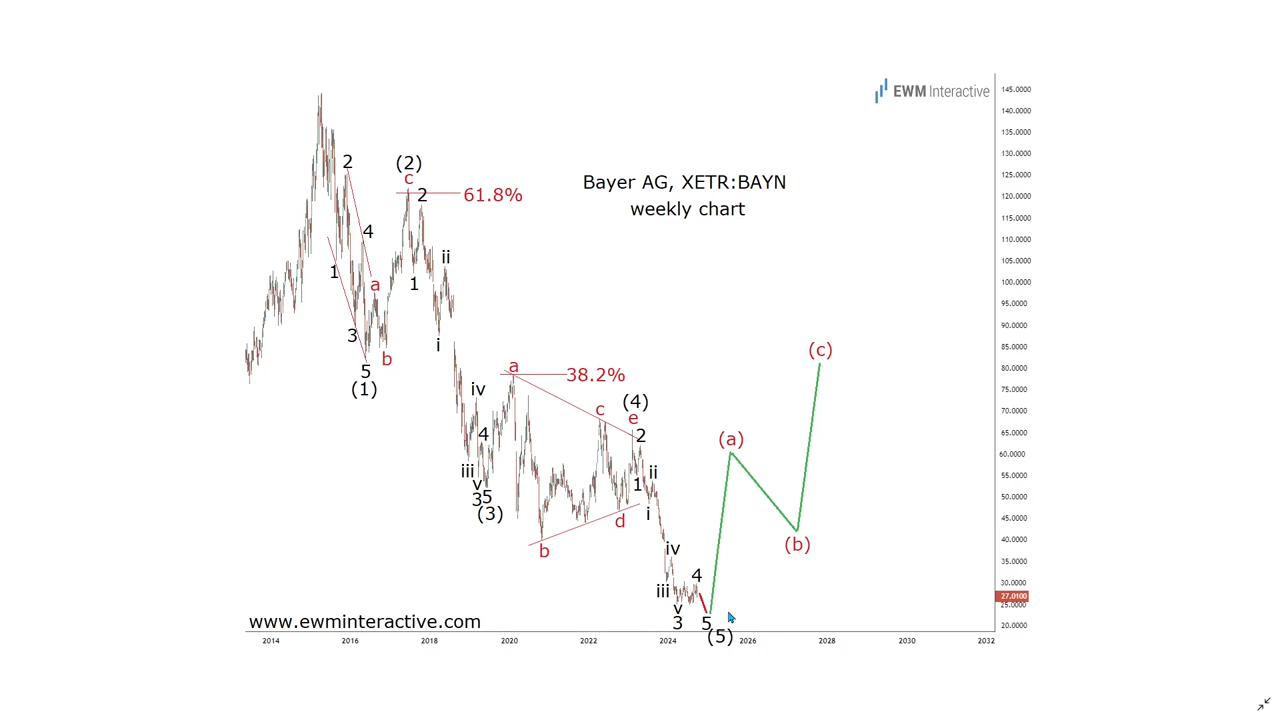 EWM Interactive
Bayer AG, XETR:BAYN
weekly chart
145.0000
140.0000
135.0000
130.0000
125.0000
120.0000
115.0000
110.0000
105.0000
100.0000
95.0000
90.0000
85.0000
80.0000
75.0000
70.0000
65.0000
60.0000
55.0000
50.0000
45.0000
40.0000
35.0000
30.0000
27.0100
25.0000
20.0000
2
(2)
c
2
61.8%
4
1
a
1
ii
3
b
i
5
(1)
a
38.2%
iv
4
iii
v
3
5
(3)
b
c
(4)
e
2
d
1
ii
i
iv
iii
4
v
3
5
(5)
(a)
(b)
(c)
www.ewminteractive.com
2014
2016
2018
2020
2022
2024
2026
2028
2030
2032